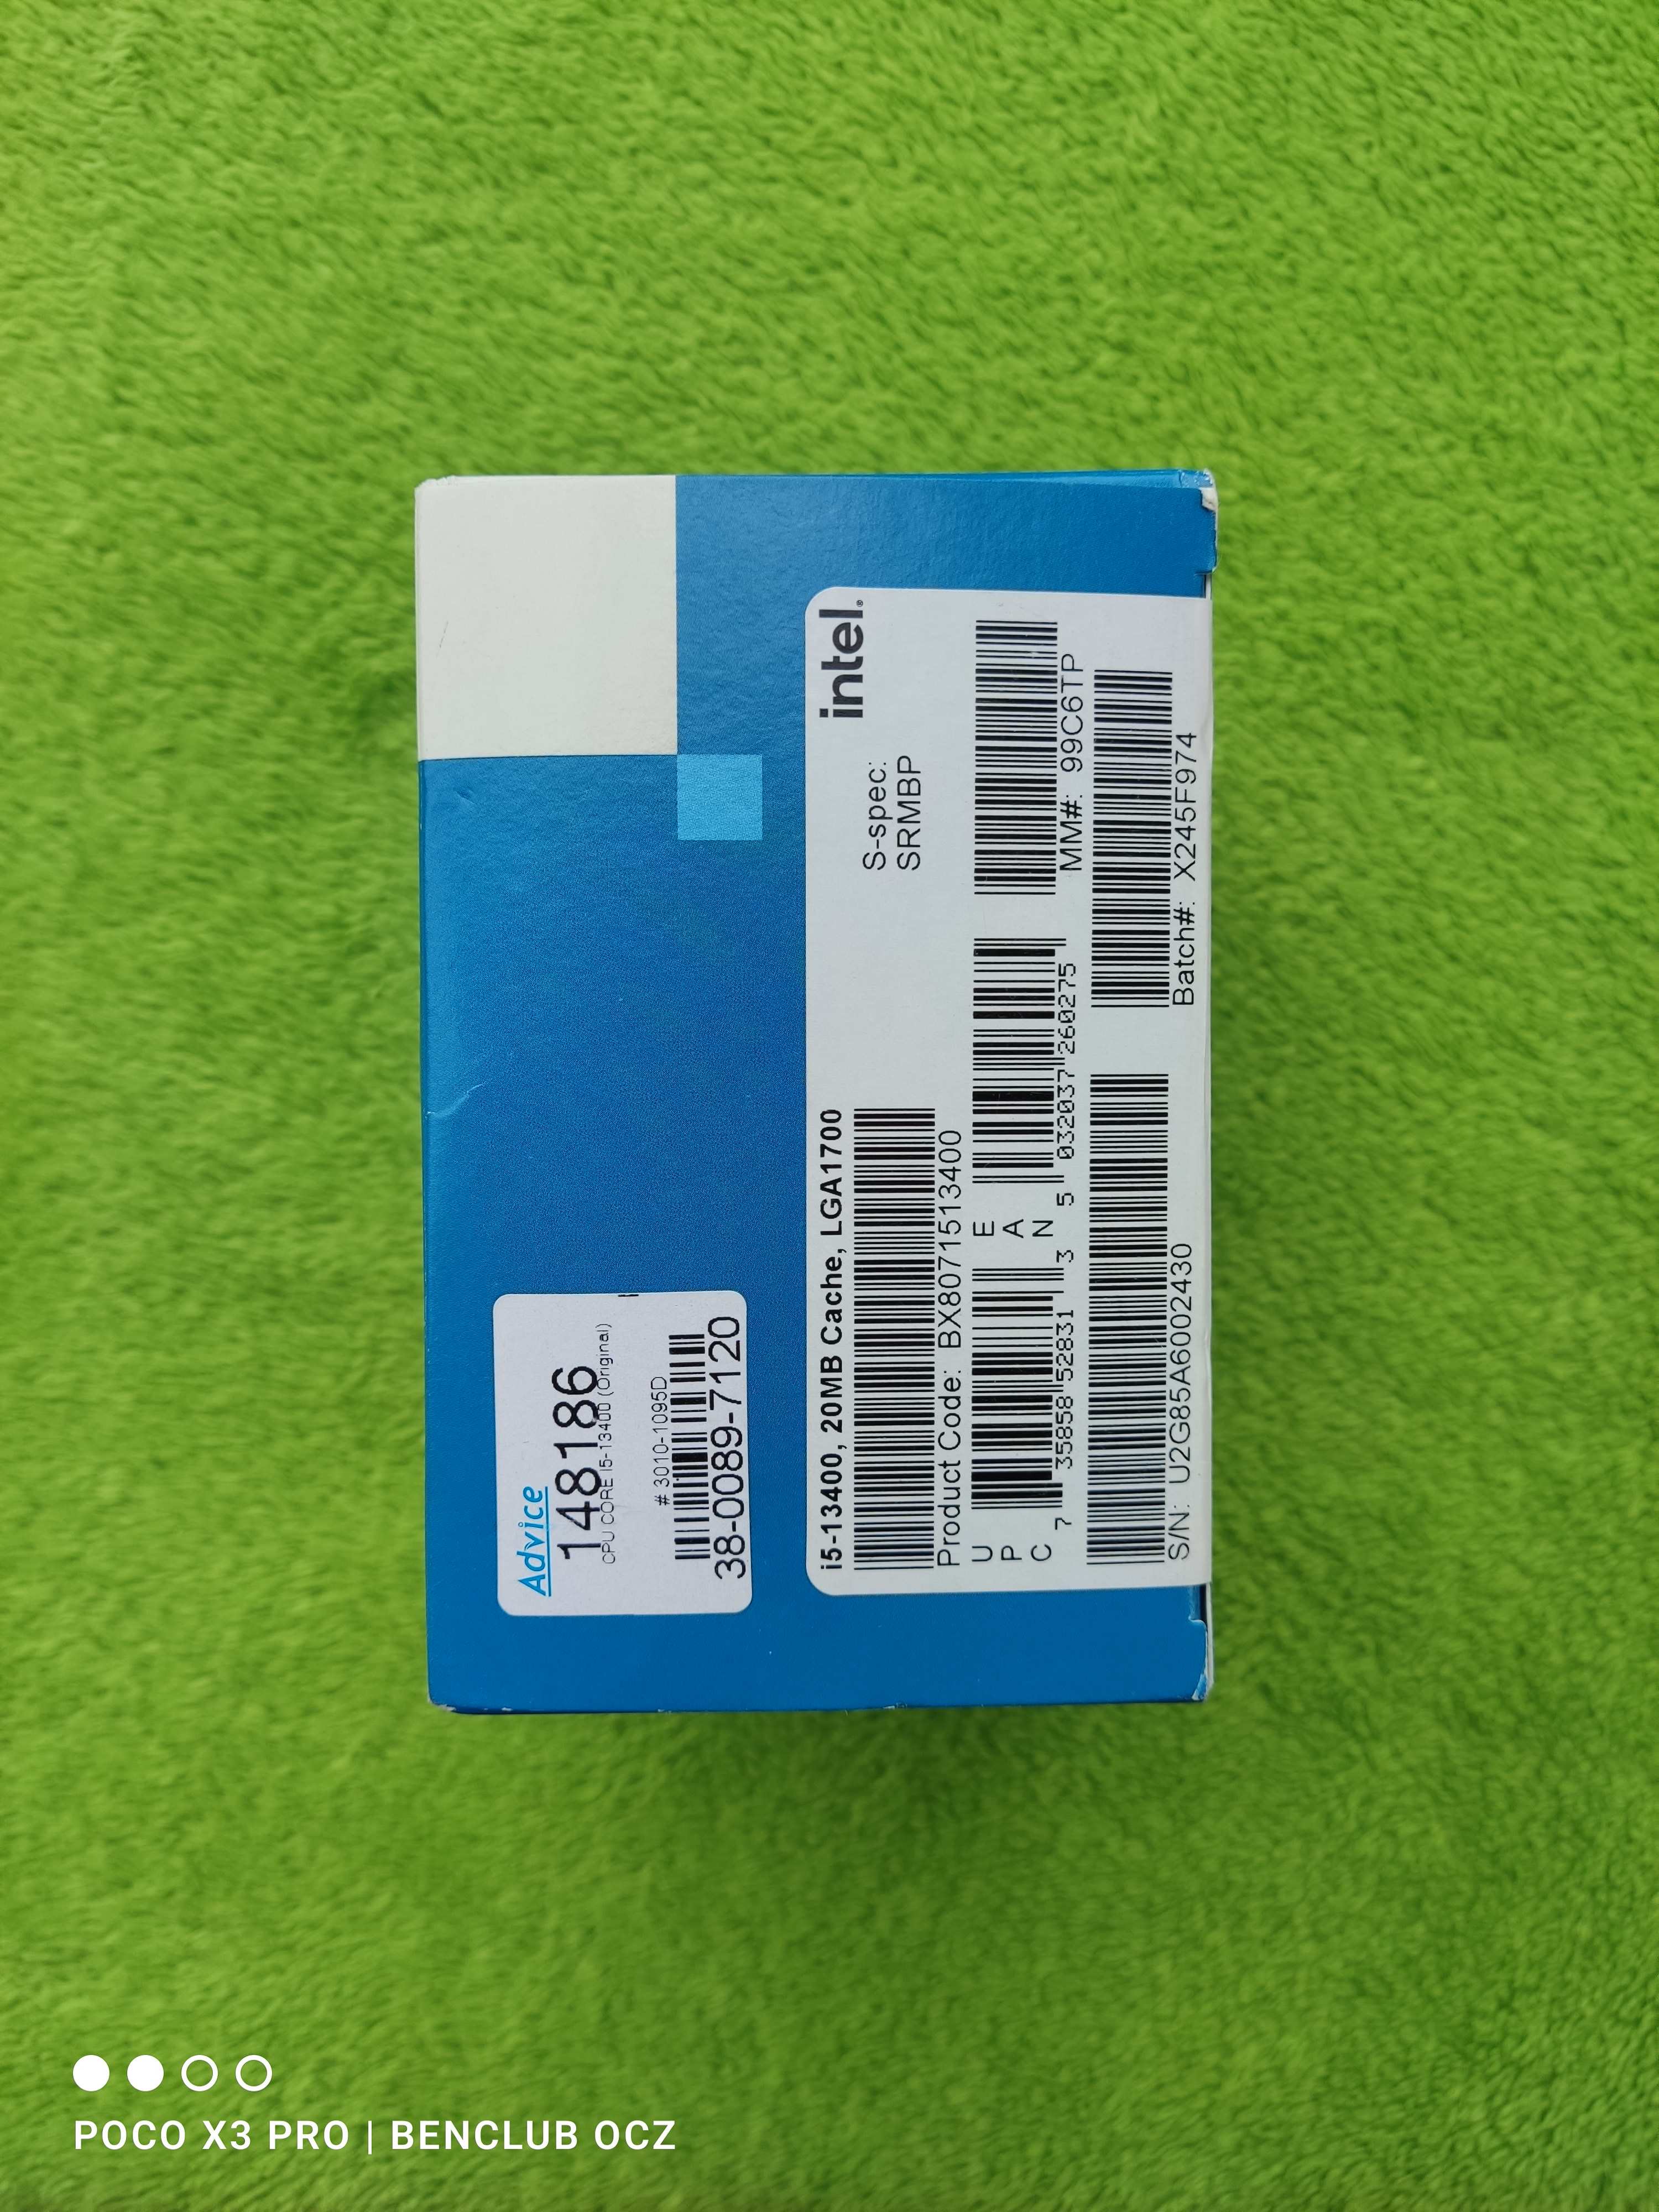 Advice
148186
CPU CORE I5-13400 (Original)
# 3010-1095D
38-0089-7120
intel.
i5-13400, 20MB Cache, LGA1700
S-spec:
SRMBP
Product Code: BX8071513400
UPC
7 35858 52831 3
EAN
5 032037 260275
MM#: 99C6TP
S/N: U2G85A6002430
Batch#: X245F974
POCO X3 PRO | BENCLUB OCZ